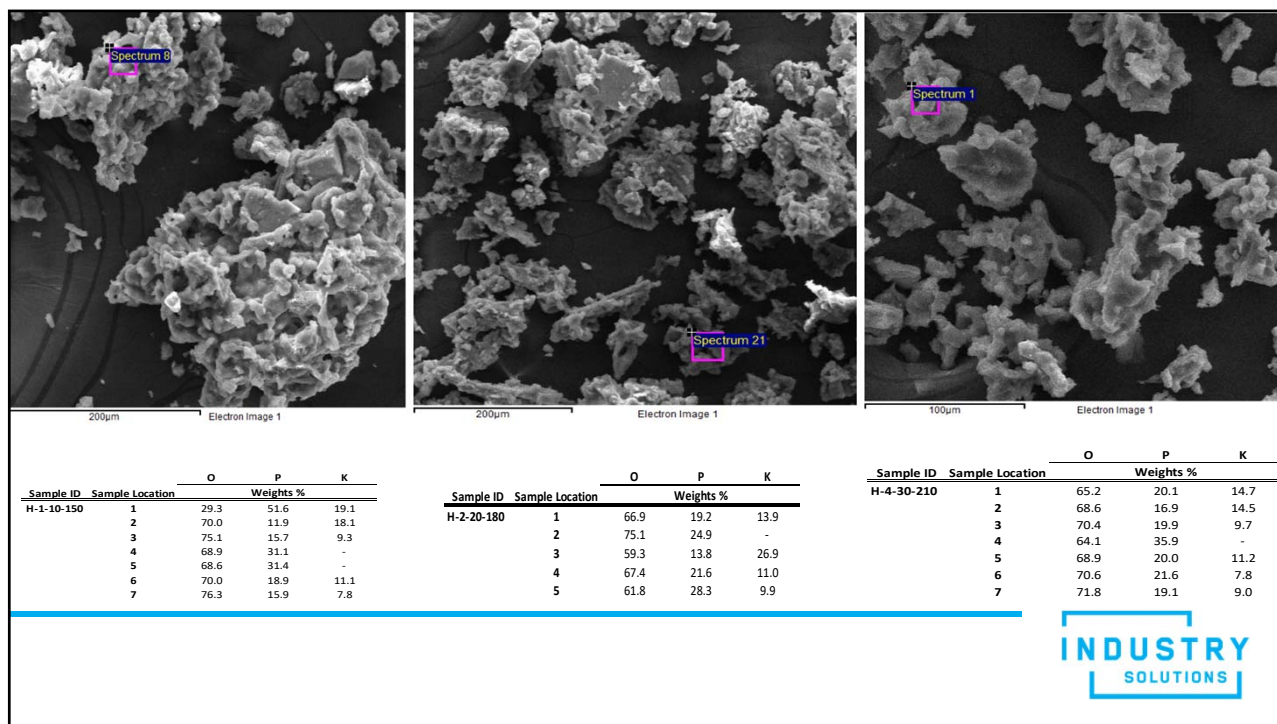 Spectrum 8
200µm Electron Image 1
Spectrum 21
200µm Electron Image 1
Spectrum 1
100µm Electron Image 1
O P K
Sample ID Sample Location Weights %
H-1-10-150 1 29.3 51.6 19.1
2 70.0 11.9 18.1
3 75.1 15.7 9.3
4 68.9 31.1 -
5 68.6 31.4 -
6 70.0 18.9 11.1
7 76.3 15.9 7.8
O P K
Sample ID Sample Location Weights %
H-2-20-180 1 66.9 19.2 13.9
2 75.1 24.9 -
3 59.3 13.8 26.9
4 67.4 21.6 11.0
5 61.8 28.3 9.9
O P K
Sample ID Sample Location Weights %
H-4-30-210 1 65.2 20.1 14.7
2 68.6 16.9 14.5
3 70.4 19.9 9.7
4 64.1 35.9 -
5 68.9 20.0 11.2
6 70.6 21.6 7.8
7 71.8 19.1 9.0
INDUSTRY
SOLUTIONS